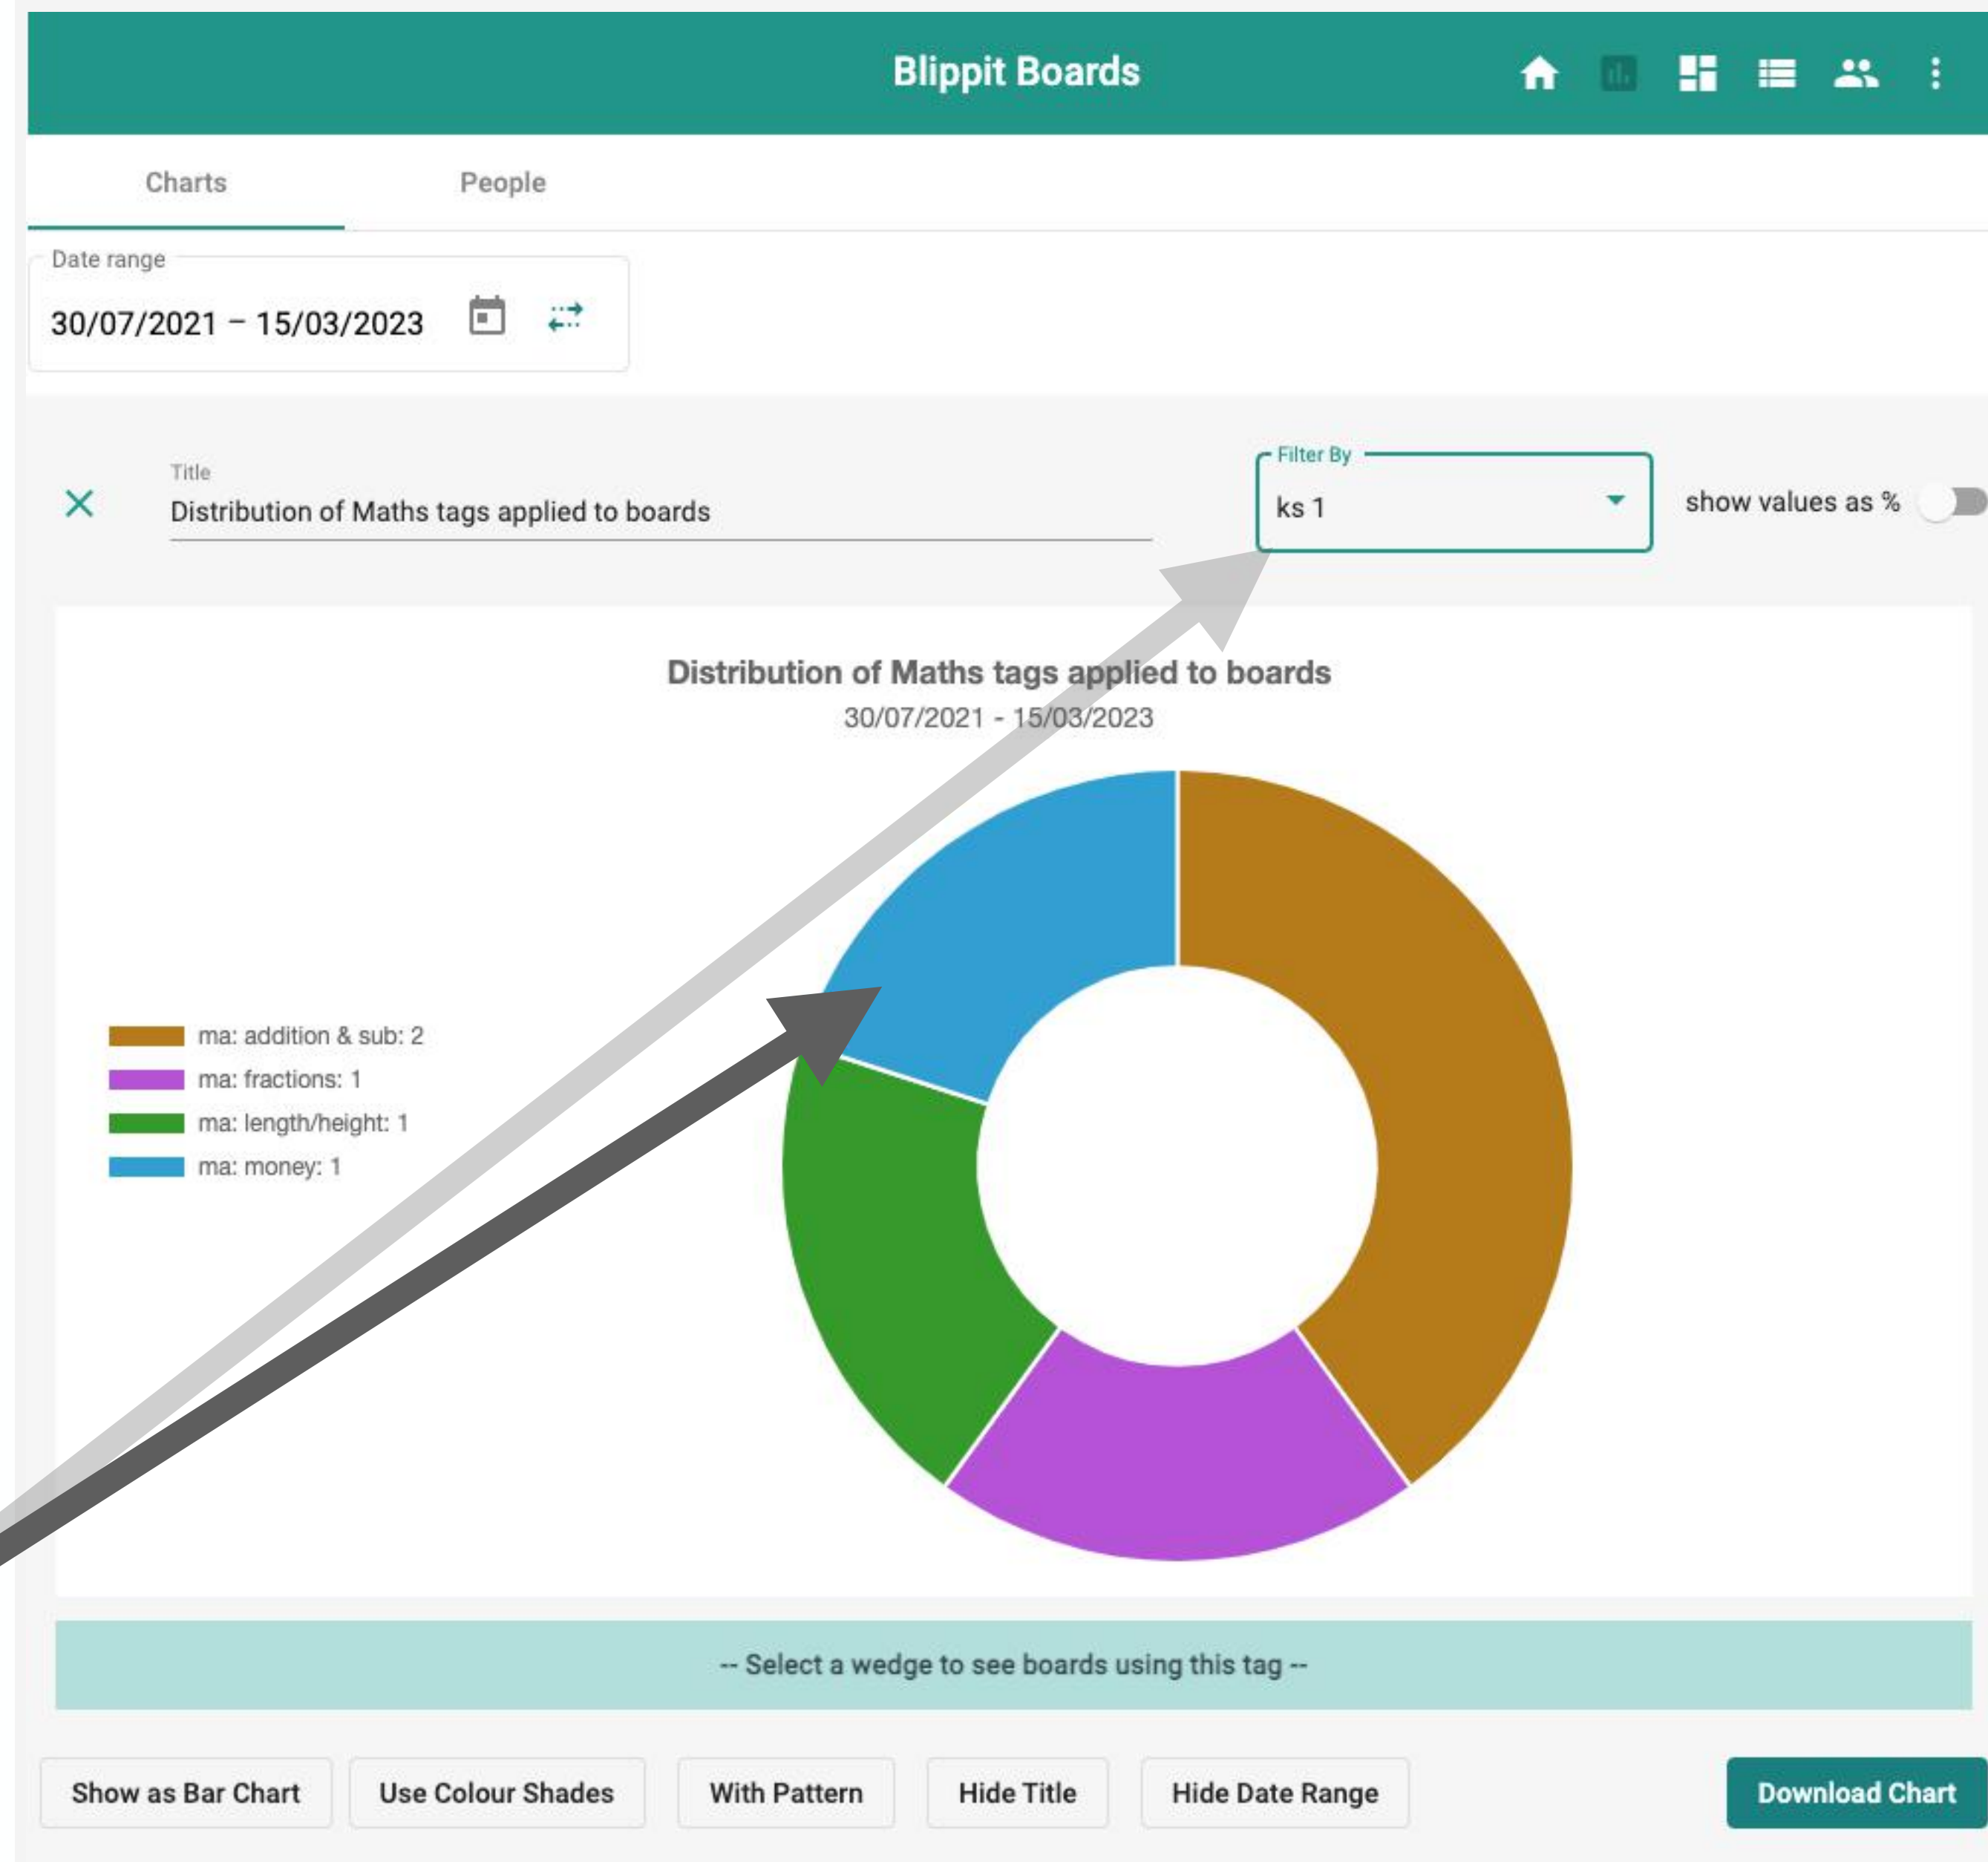 Blippit Boards
Charts People
Date range
30/07/2021 – 15/03/2023
Title
Distribution of Maths tags applied to boards
Filter By
ks 1
show values as %
Distribution of Maths tags applied to boards
30/07/2021 - 15/03/2023
ma: addition & sub: 2
ma: fractions: 1
ma: length/height: 1
ma: money: 1
-- Select a wedge to see boards using this tag --
Show as Bar Chart Use Colour Shades With Pattern Hide Title Hide Date Range Download Chart